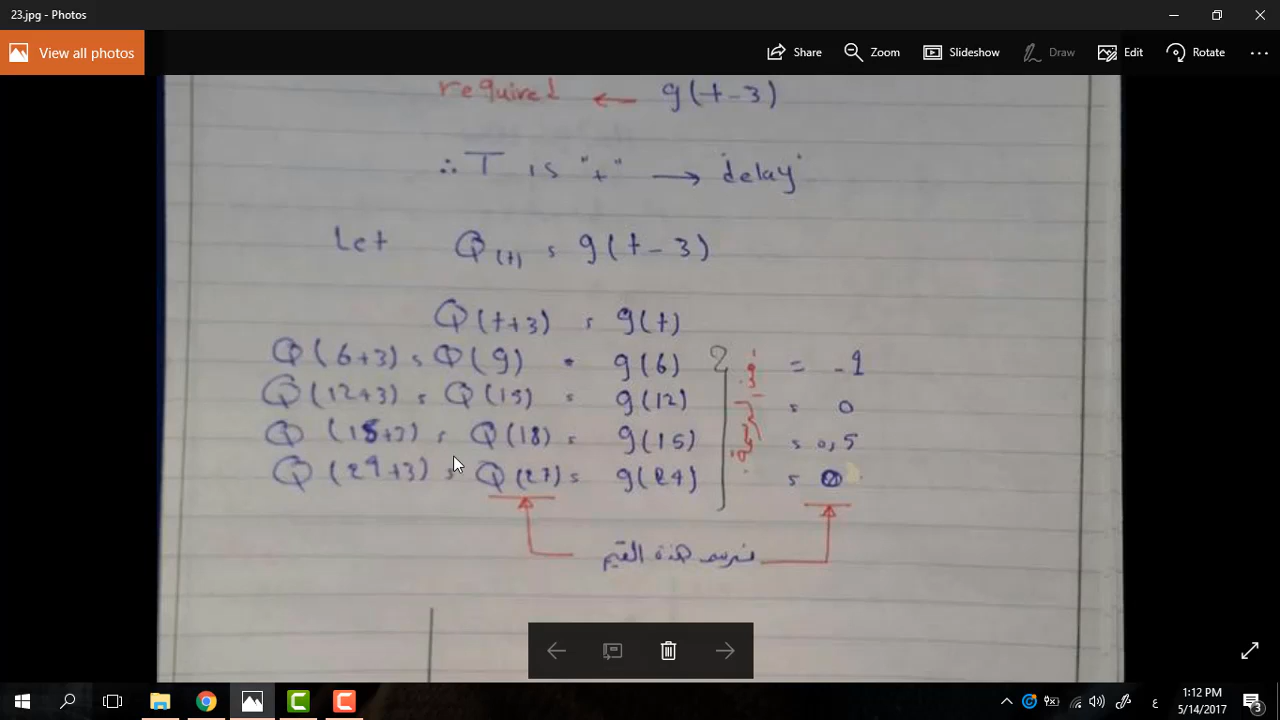 23.jpg - Photos
View all photos
Share Zoom Slideshow Draw Edit Rotate
required ← g(t-3)
∴ T is "+" → "delay"
Let Q(t) = g(t-3)
Q(t+3) = g(t)
Q(6+3) = Q(9) = g(6) = -1
Q(12+3) = Q(15) = g(12) = 0
Q(15+3) = Q(18) = g(15) = 0,5
Q(24+3) = Q(27) = g(24) = 0
نرسم هذه القيم
ع
1:12 PM
5/14/2017
3